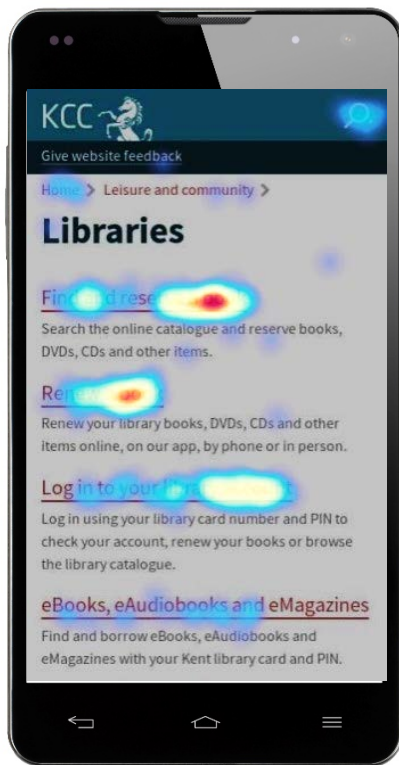 KCC
Give website feedback
Home > Leisure and community >
Libraries
Find and reserve
Search the online catalogue and reserve books,
DVDs, CDs and other items.
Renew your library books, DVDs, CDs and other
items online, on our app, by phone or in person.
Log in to your library
Log in using your library card number and PIN to
check your account, renew your books or browse
the library catalogue.
eBooks, eAudiobooks and eMagazines
Find and borrow eBooks, eAudiobooks and
eMagazines with your Kent library card and PIN.